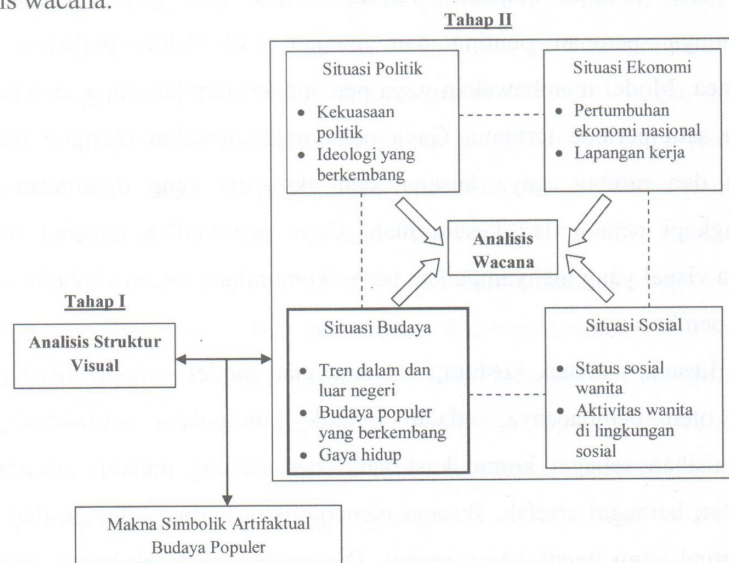 is wacana.
Tahap II
Situasi Politik
• Kekuasaan
politik
• Ideologi yang
berkembang
Situasi Ekonomi
• Pertumbuhan
ekonomi nasional
• Lapangan kerja
Analisis
Wacana
Tahap I
Analisis Struktur
Visual
Situasi Budaya
• Tren dalam dan
luar negeri
• Budaya populer
yang berkembang
• Gaya hidup
Situasi Sosial
• Status sosial
wanita
• Aktivitas wanita
di lingkungan
sosial
Makna Simbolik Artifaktual
Budaya Populer